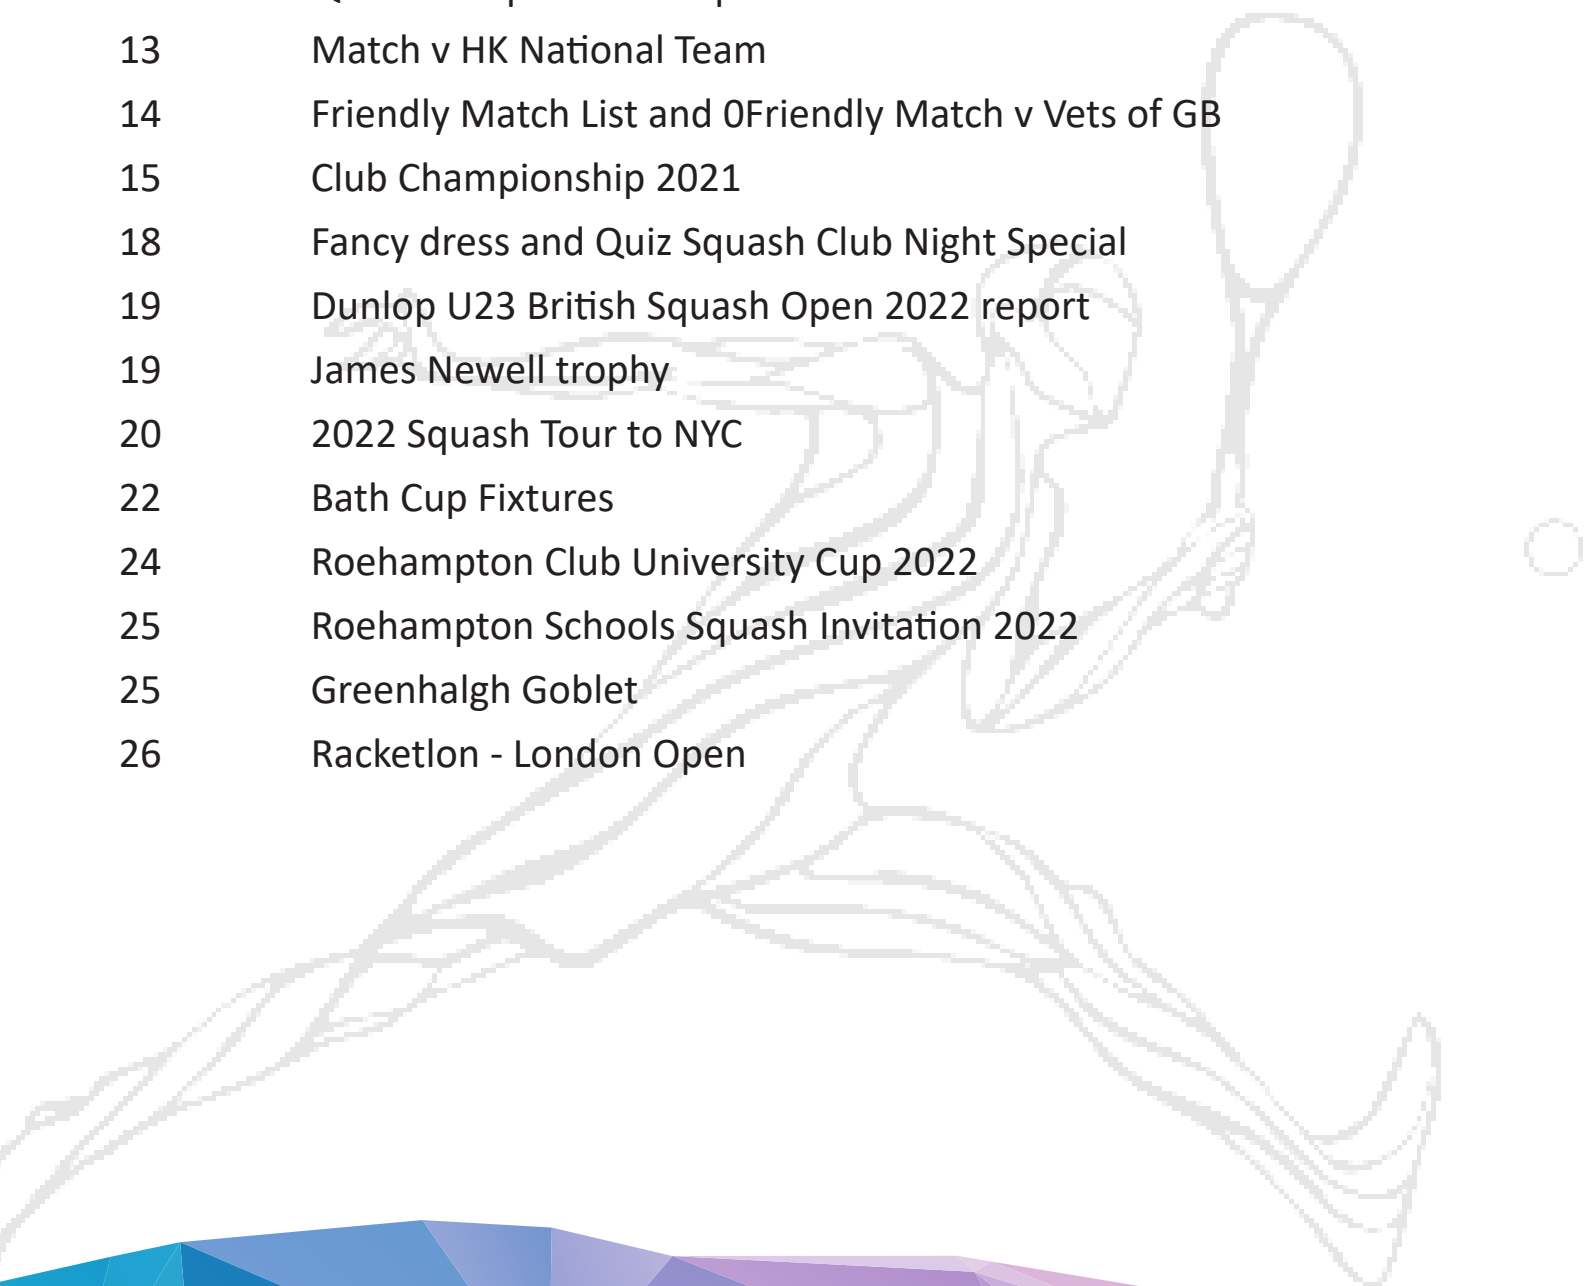 13 Match v HK National Team
14 Friendly Match List and 0Friendly Match v Vets of GB
15 Club Championship 2021
18 Fancy dress and Quiz Squash Club Night Special
19 Dunlop U23 British Squash Open 2022 report
19 James Newell trophy
20 2022 Squash Tour to NYC
22 Bath Cup Fixtures
24 Roehampton Club University Cup 2022
25 Roehampton Schools Squash Invitation 2022
25 Greenhalgh Goblet
26 Racketlon - London Open